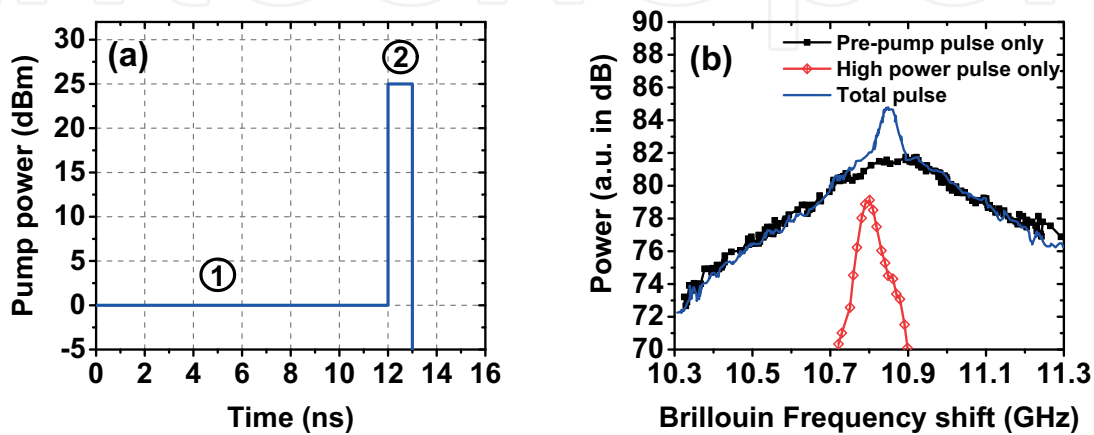 (a)
①
②
Pump power (dBm)
30
25
20
15
10
5
0
-5
0 2 4 6 8 10 12 14 16
Time (ns)
(b)
Pre-pump pulse only
High power pulse only
Total pulse
Power (a.u. in dB)
90
88
86
84
82
80
78
76
74
72
70
10.3 10.5 10.7 10.9 11.1 11.3
Brillouin Frequency shift (GHz)